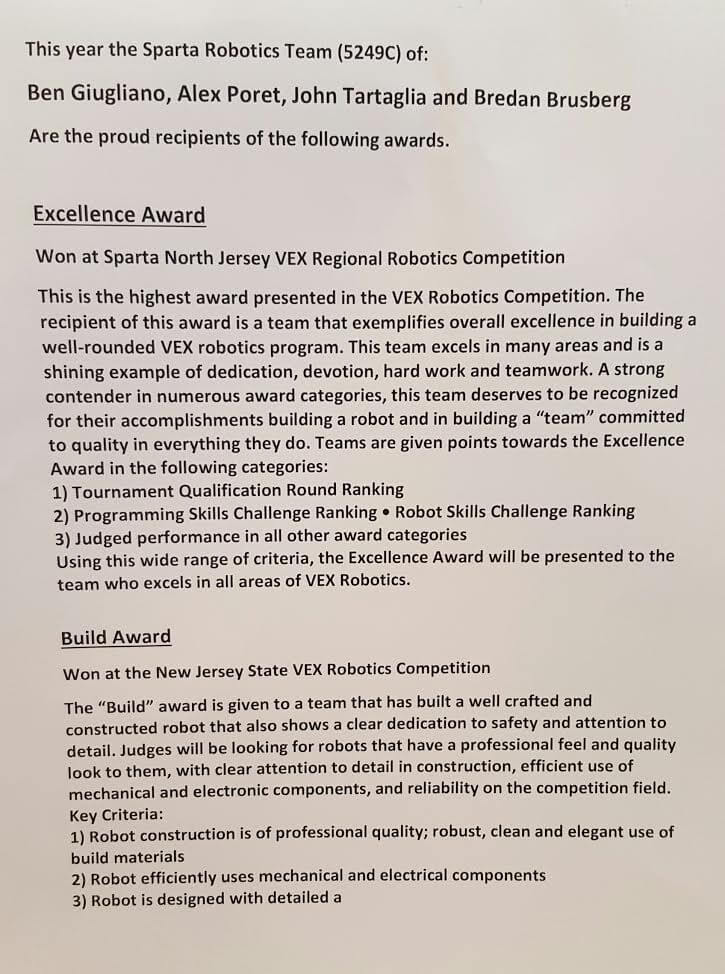 This year the Sparta Robotics Team (5249C) of:
Ben Giugliano, Alex Poret, John Tartaglia and Bredan Brusberg
Are the proud recipients of the following awards.
Excellence Award
Won at Sparta North Jersey VEX Regional Robotics Competition
This is the highest award presented in the VEX Robotics Competition. The
recipient of this award is a team that exemplifies overall excellence in building a
well-rounded VEX robotics program. This team excels in many areas and is a
shining example of dedication, devotion, hard work and teamwork. A strong
contender in numerous award categories, this team deserves to be recognized
for their accomplishments building a robot and in building a “team” committed
to quality in everything they do. Teams are given points towards the Excellence
Award in the following categories:
1) Tournament Qualification Round Ranking
2) Programming Skills Challenge Ranking • Robot Skills Challenge Ranking
3) Judged performance in all other award categories
Using this wide range of criteria, the Excellence Award will be presented to the
team who excels in all areas of VEX Robotics.
Build Award
Won at the New Jersey State VEX Robotics Competition
The “Build” award is given to a team that has built a well crafted and
constructed robot that also shows a clear dedication to safety and attention to
detail. Judges will be looking for robots that have a professional feel and quality
look to them, with clear attention to detail in construction, efficient use of
mechanical and electronic components, and reliability on the competition field.
Key Criteria:
1) Robot construction is of professional quality; robust, clean and elegant use of
build materials
2) Robot efficiently uses mechanical and electrical components
3) Robot is designed with detailed a